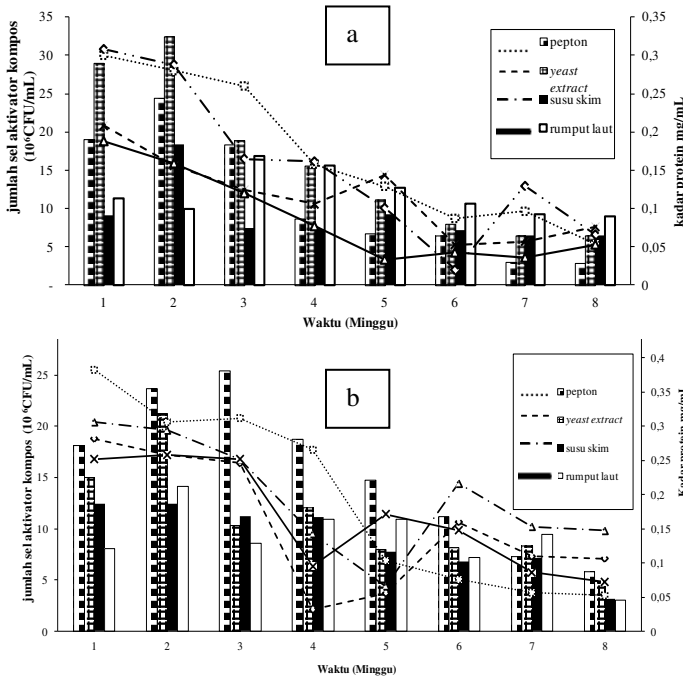 a
jumlah sel aktivator kompos
(10⁶CFU/mL)
35
30
25
20
15
10
5
-
0,35
0,3
0,25
0,2
0,15
0,1
0,05
0
kadar protein mg/mL
pepton
yeast
extract
susu skim
rumput laut
1 2 3 4 5 6 7 8
Waktu (Minggu)
b
jumlah sel aktivator kompos (10 ⁶CFU/mL)
25
20
15
10
5
0
0,4
0,35
0,3
0,25
0,2
0,15
0,1
0,05
0
Kadar protein mg/mL
pepton
yeast extract
susu skim
rumput laut
1 2 3 4 5 6 7 8
Waktu (Minggu)